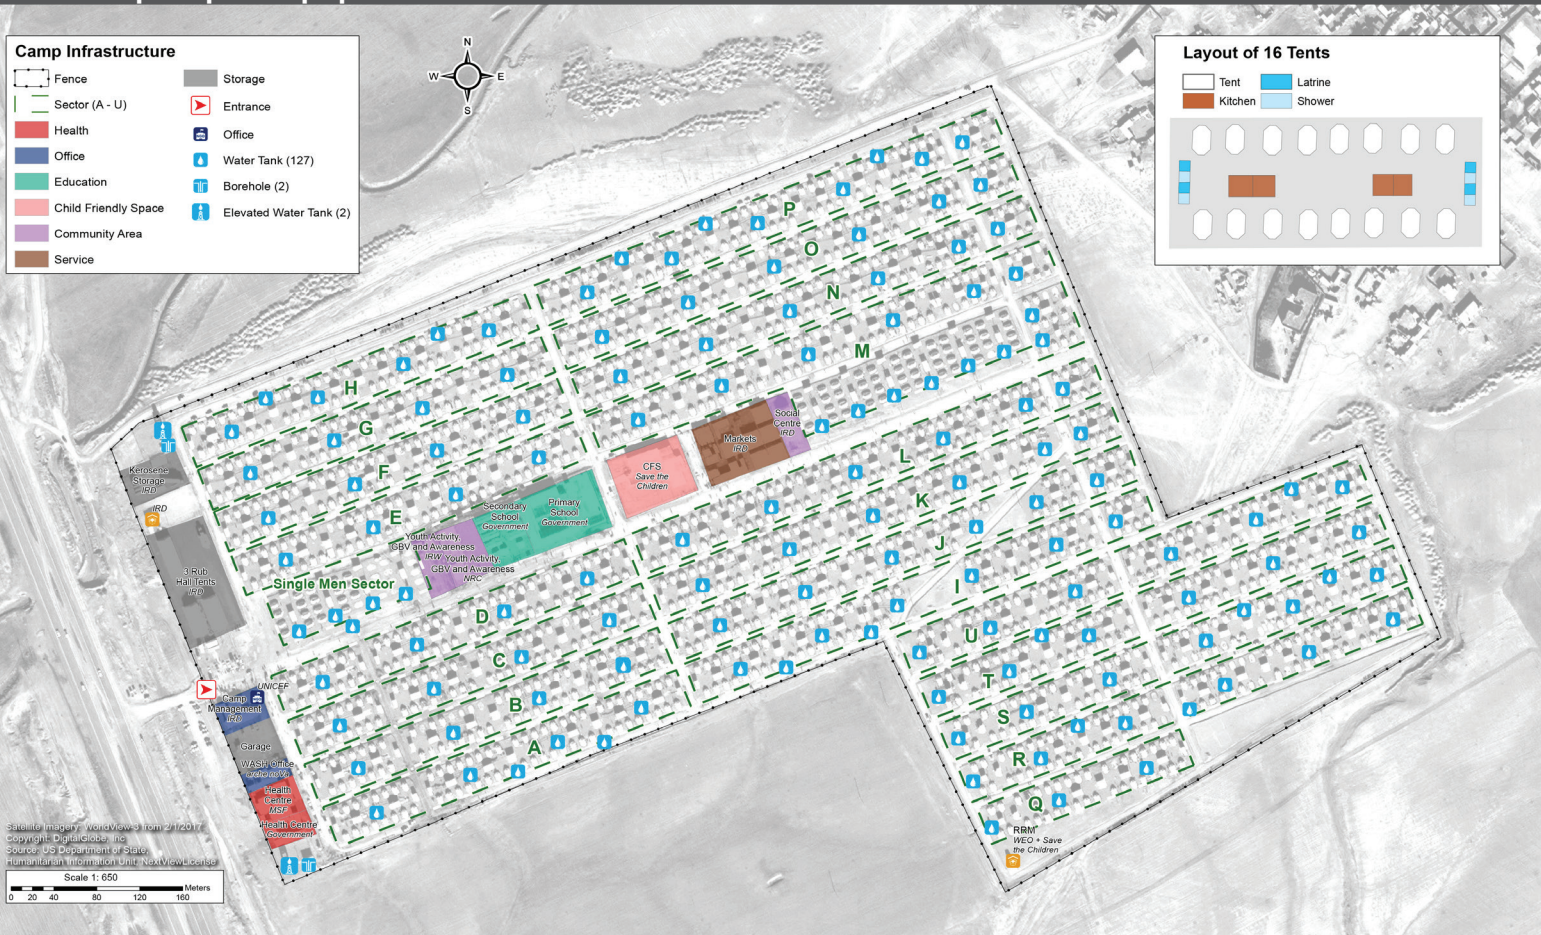 Camp Infrastructure
Fence
Sector (A - U)
Health
Office
Education
Child Friendly Space
Community Area
Service
Storage
Entrance
Office
Water Tank (127)
Borehole (2)
Elevated Water Tank (2)
N
W
E
S
Layout of 16 Tents
Tent
Latrine
Kitchen
Shower
P
O
N
M
H
G
F
E
Social
Centre
IRD
Markets
IRD
CFS
Save the
Children
Primary
School
Government
Secondary
School
Government
Youth Activity,
GBV and Awareness
IRW
Youth Activity,
GBV and Awareness
NRC
Kerosene
Storage
IRD
IRD
3 Rub
Hall Tents
IRD
Single Men Sector
L
K
J
I
D
C
B
A
U
T
S
R
Q
UNICEF
Camp
Management
IRD
Garage
WASH Office
arche noVa
Health
Centre
MSF
Health Centre
Government
RRM
WEO + Save
the Children
Satellite Imagery: WorldView-3 from 2/1/2017
Copyright: DigitalGlobe, Inc
Source: US Department of State,
Humanitarian Information Unit, NextViewLicense
Scale 1: 650
Meters
0 20 40 80 120 160